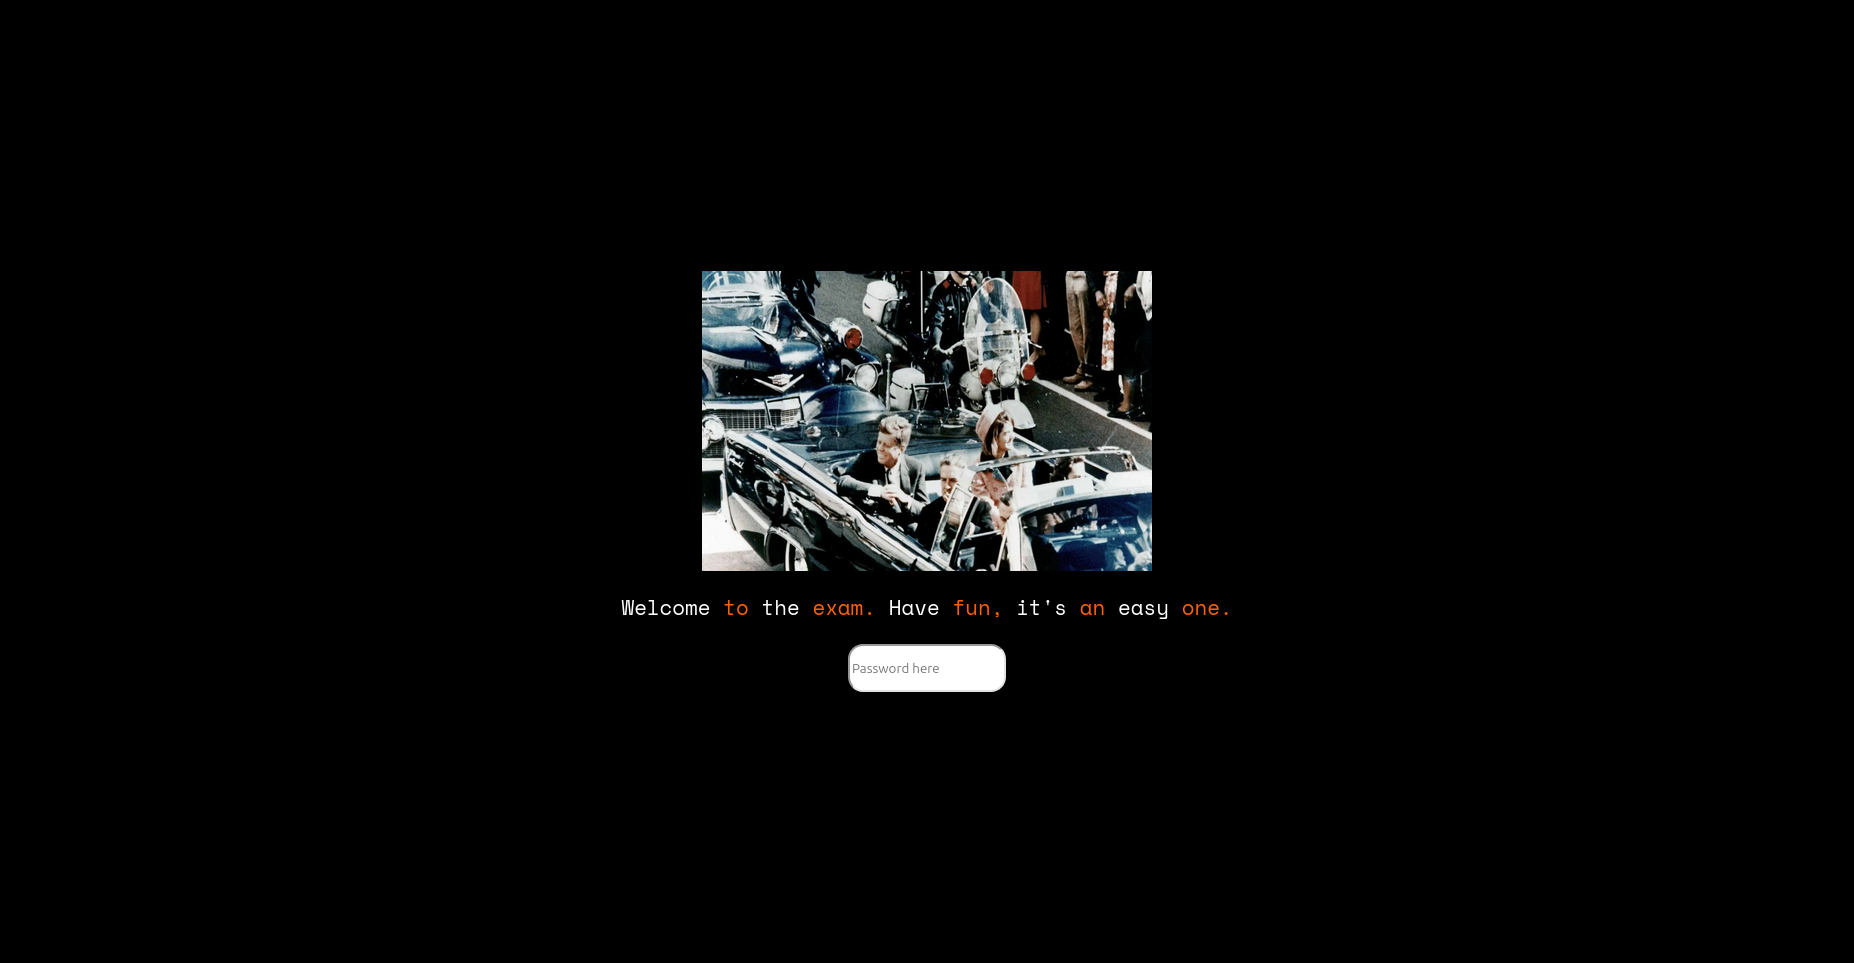 Welcome to the exam. Have fun, it's an easy one.
Password here